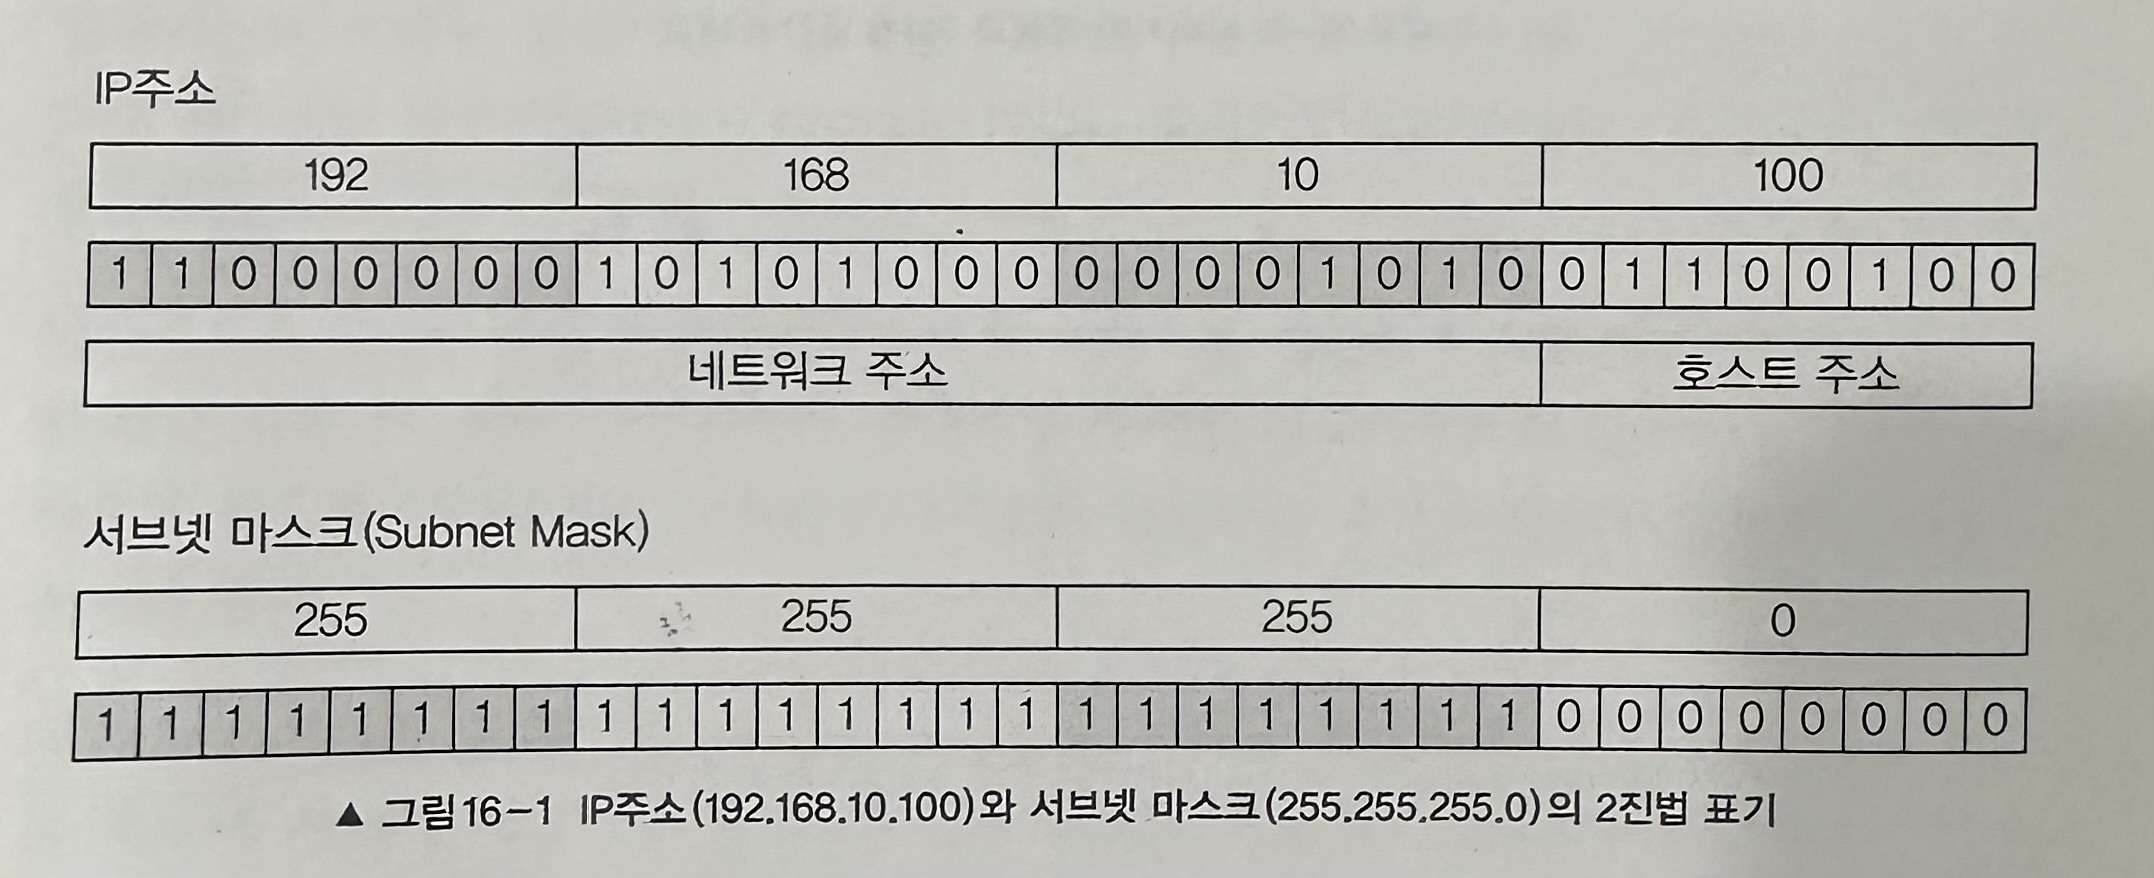 IP주소
192 168 10 100
1 1 0 0 0 0 0 0 1 0 1 0 1 0 0 0 0 0 0 0 1 0 1 0 0 1 1 0 0 1 0 0
네트워크 주소 호스트 주소
서브넷 마스크(Subnet Mask)
255 255 255 0
1 1 1 1 1 1 1 1 1 1 1 1 1 1 1 1 1 1 1 1 1 1 1 1 0 0 0 0 0 0 0 0
▲ 그림16-1 IP주소(192.168.10.100)와 서브넷 마스크(255.255.255.0)의 2진법 표기